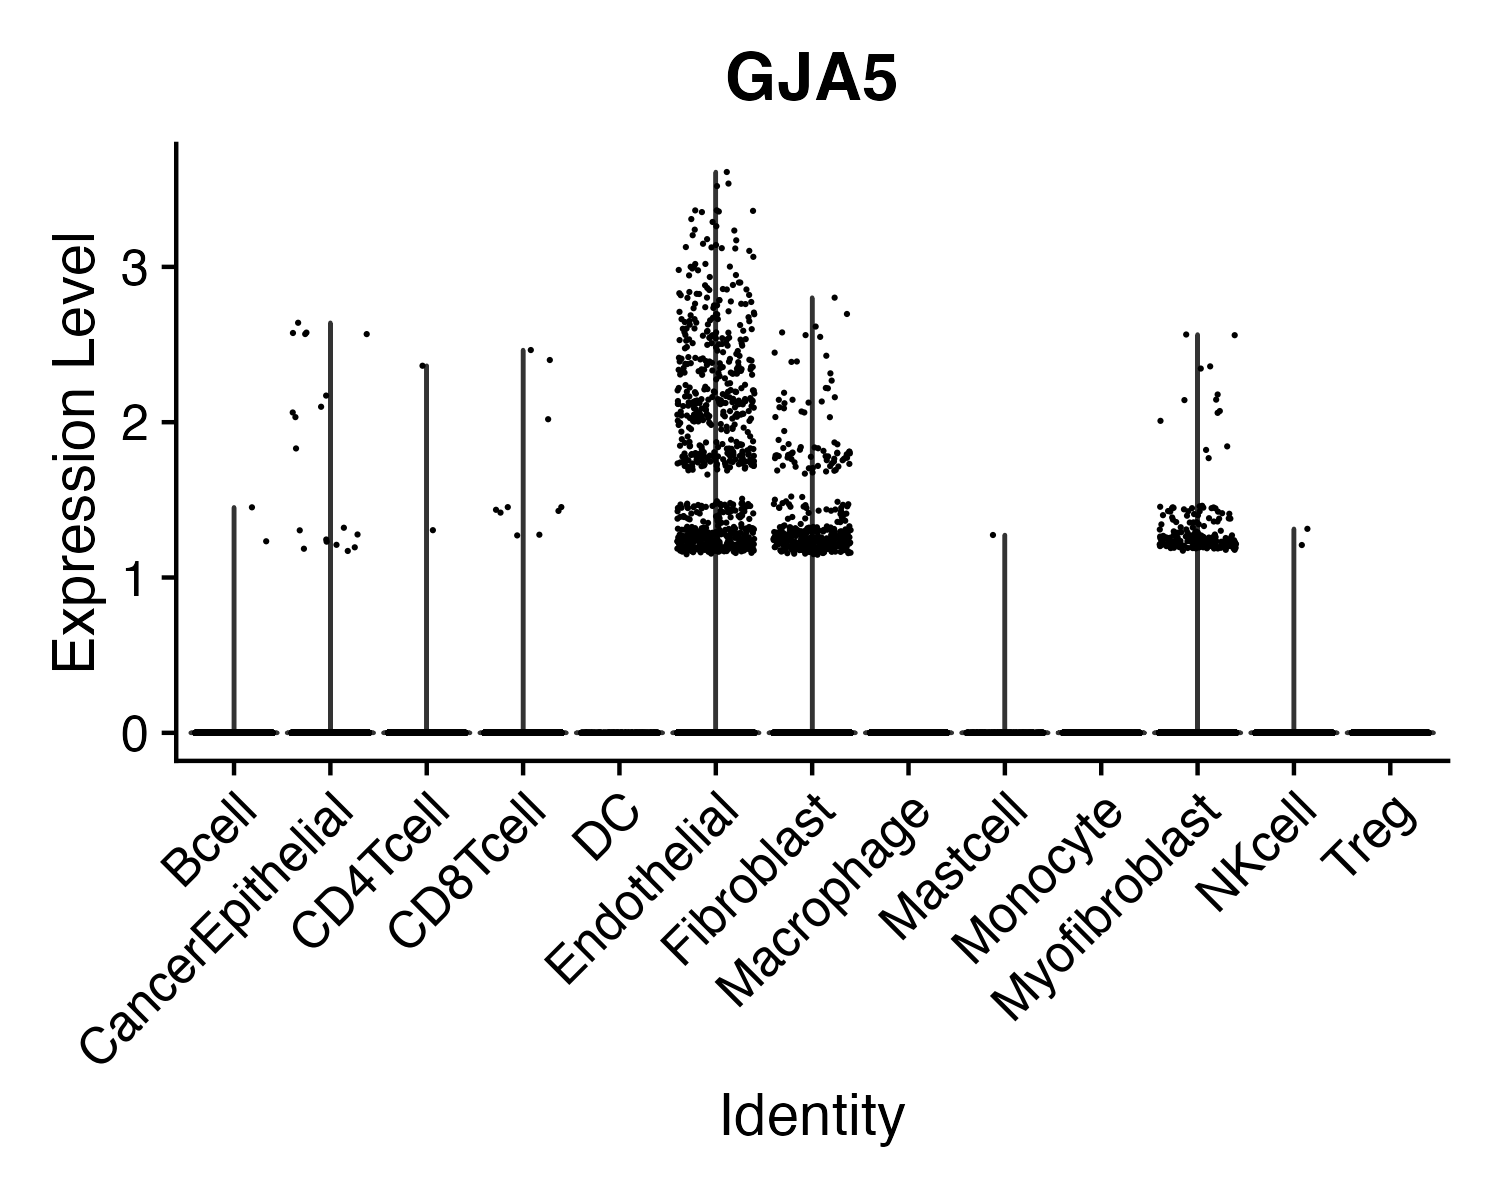 GJA5
Expression Level
3
2
1
0
Bcell
CancerEpithelial
CD4Tcell
CD8Tcell
DC
Endothelial
Fibroblast
Macrophage
Mastcell
Monocyte
Myofibroblast
NKcell
Treg
Identity